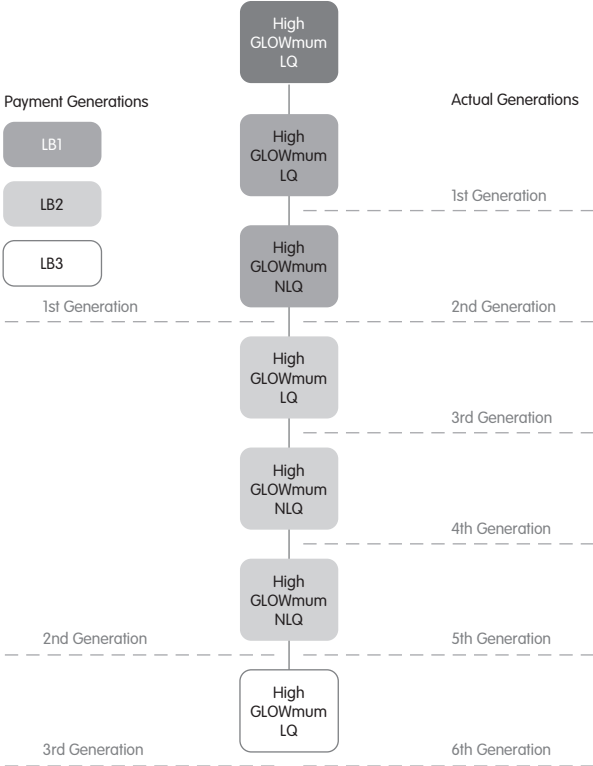 High
GLOWmum
LQ
Payment Generations
Actual Generations
LB1
High
GLOWmum
LQ
LB2
1st Generation
LB3
High
GLOWmum
NLQ
1st Generation
2nd Generation
High
GLOWmum
LQ
3rd Generation
High
GLOWmum
NLQ
4th Generation
High
GLOWmum
NLQ
2nd Generation
5th Generation
High
GLOWmum
LQ
3rd Generation
6th Generation